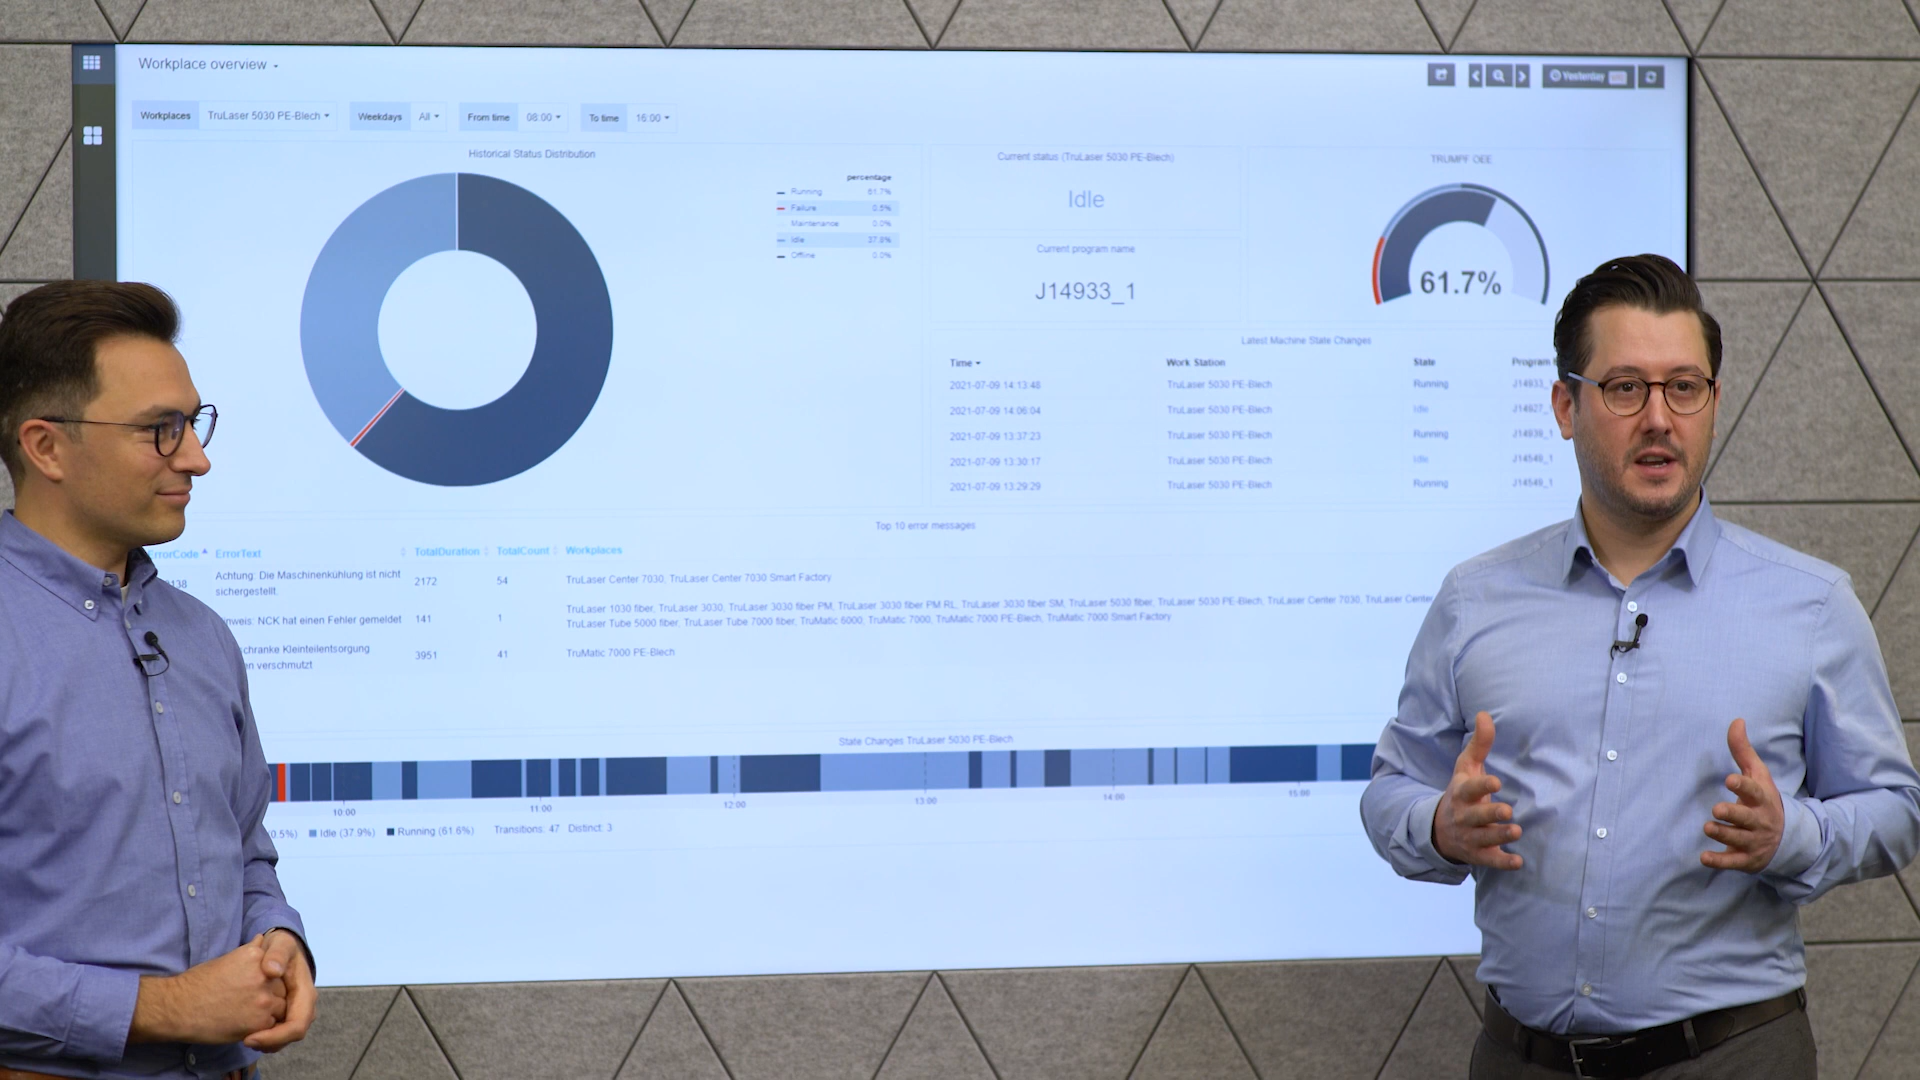 Workplace overview
Yesterday
Workplaces TruLaser 5030 PE-Blech Weekdays All From time 08:00 To time 16:00
Historical Status Distribution
percentage
Running 61.7%
Failure 0.5%
Maintenance 0.0%
Idle 37.8%
Offline 0.0%
Current status (TruLaser 5030 PE-Blech)
Idle
Current program name
J14933_1
TRUMPF OEE
61.7%
Latest Machine State Changes
Time Work Station State Program
2021-07-09 14:13:48 TruLaser 5030 PE-Blech Running J14933_1
2021-07-09 14:06:04 TruLaser 5030 PE-Blech Idle J14927_1
2021-07-09 13:37:23 TruLaser 5030 PE-Blech Running J14939_1
2021-07-09 13:30:17 TruLaser 5030 PE-Blech Idle J14548_1
2021-07-09 13:29:29 TruLaser 5030 PE-Blech Running J14549_1
Top 10 error messages
ErrorCode ErrorText TotalDuration TotalCount Workplaces
138 Achtung: Die Maschinenkühlung ist nicht sichergestellt. 2172 54 TruLaser Center 7030, TruLaser Center 7030 Smart Factory
nweis: NCK hat einen Fehler gemeldet 141 1 TruLaser 1030 fiber, TruLaser 3030, TruLaser 3030 fiber PM, TruLaser 3030 fiber PM RL, TruLaser 3030 fiber SM, TruLaser 5030 fiber, TruLaser 5030 PE-Blech, TruLaser Center 7030, TruLaser Center
TruLaser Tube 5000 fiber, TruLaser Tube 7000 fiber, TruMatic 6000, TruMatic 7000, TruMatic 7000 PE-Blech, TruMatic 7000 Smart Factory
schranke Kleinteilentsorgung
n verschmutzt 3951 41 TruMatic 7000 PE-Blech
State Changes TruLaser 5030 PE-Blech
10:00 11:00 12:00 13:00 14:00 15:00
0.5%) Idle (37.9%) Running (61.6%) Transitions: 47 Distinct: 3